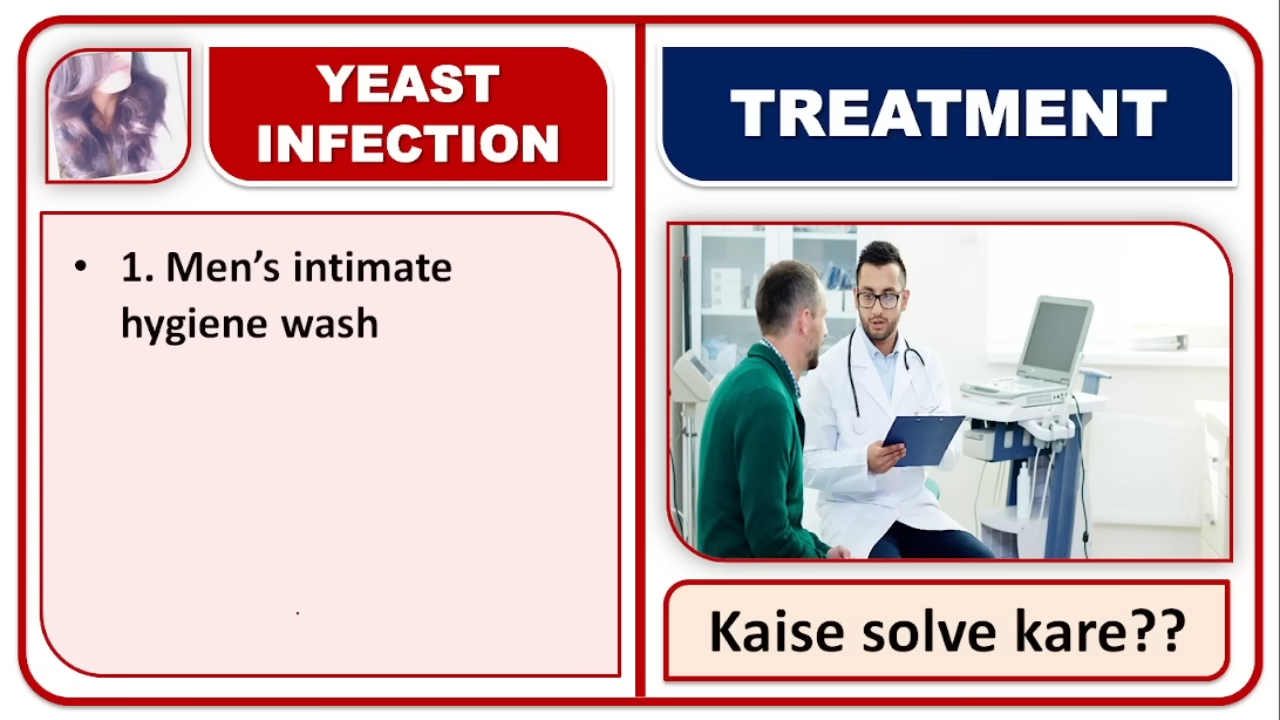 YEAST
INFECTION
TREATMENT
• 1. Men’s intimate
hygiene wash
Kaise solve kare??